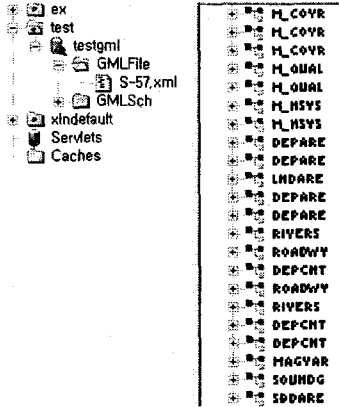 ex
test
testgml
GMLFile
S-57.xml
GMLSch
xlndefault
Servlets
Caches
M_COVR
M_COVR
M_COVR
M_QUAL
M_QUAL
M_NSYS
M_NSYS
DEPARE
DEPARE
LNDARE
DEPARE
DEPARE
RIVERS
ROADWY
DEPCNT
ROADWY
RIVERS
DEPCNT
DEPCNT
MAGVAR
SOUNDG
SBDARE